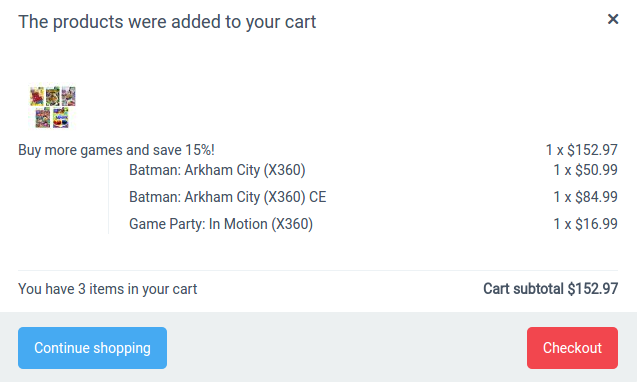 The products were added to your cart ×
Buy more games and save 15%! 1 x $152.97
Batman: Arkham City (X360) 1 x $50.99
Batman: Arkham City (X360) CE 1 x $84.99
Game Party: In Motion (X360) 1 x $16.99
You have 3 items in your cart Cart subtotal $152.97
Continue shopping Checkout